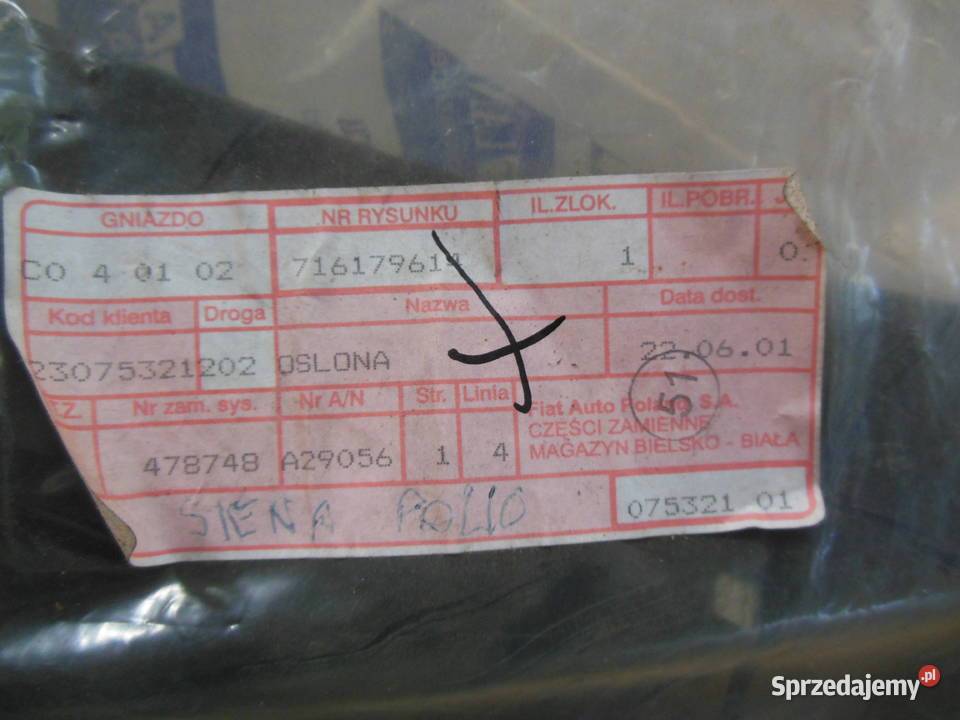 GNIAZDO NR RYSUNKU IL.ZLOK. IL.POBR. J
CO 4 01 02 716179614 1 0.
Kod klienta Droga Nazwa Data dost.
23075321202 OSLONA 22.06.01
Z. Nr zam. sys. Nr A/N Str. Linia
478748 A29056 1 4
51
Fiat Auto Poland S.A.
CZĘŚCI ZAMIENNE
MAGAZYN BIELSKO - BIAŁA
SIENA POLIO
075321 01
Sprzedajemy.pl